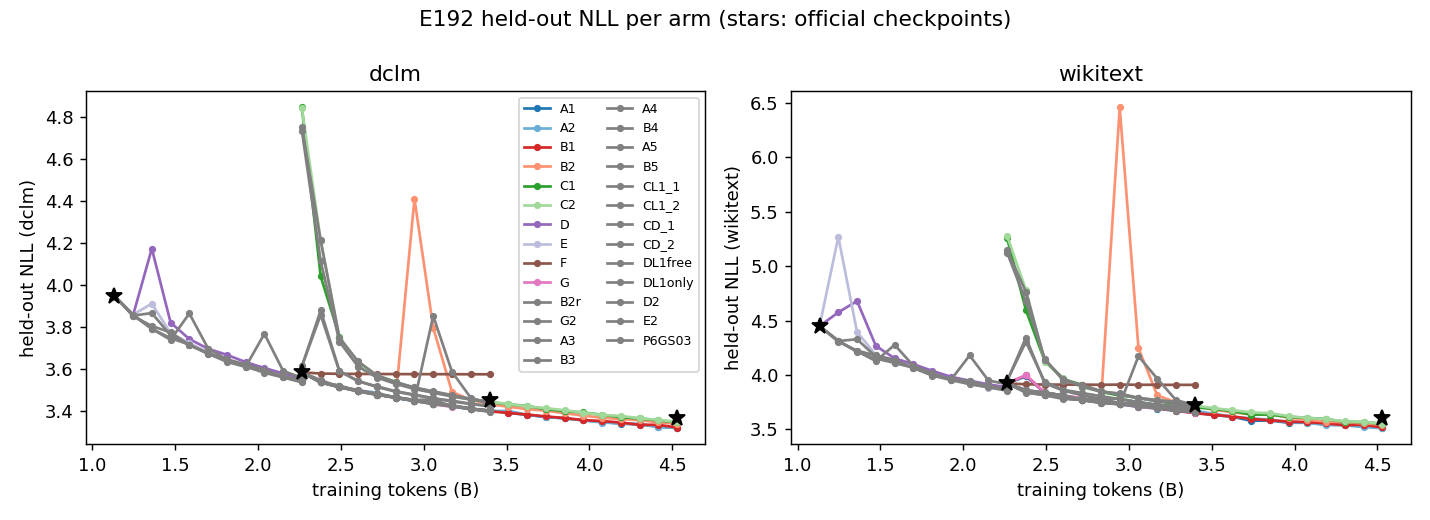 E192 held-out NLL per arm (stars: official checkpoints)
dclm
held-out NLL (dclm)
4.8
4.6
4.4
4.2
4.0
3.8
3.6
3.4
1.0 1.5 2.0 2.5 3.0 3.5 4.0 4.5
training tokens (B)
A1
A2
B1
B2
C1
C2
D
E
F
G
B2r
G2
A3
B3
A4
B4
A5
B5
CL1_1
CL1_2
CD_1
CD_2
DL1free
DL1only
D2
E2
P6GS03
wikitext
held-out NLL (wikitext)
6.5
6.0
5.5
5.0
4.5
4.0
3.5
1.0 1.5 2.0 2.5 3.0 3.5 4.0 4.5
training tokens (B)